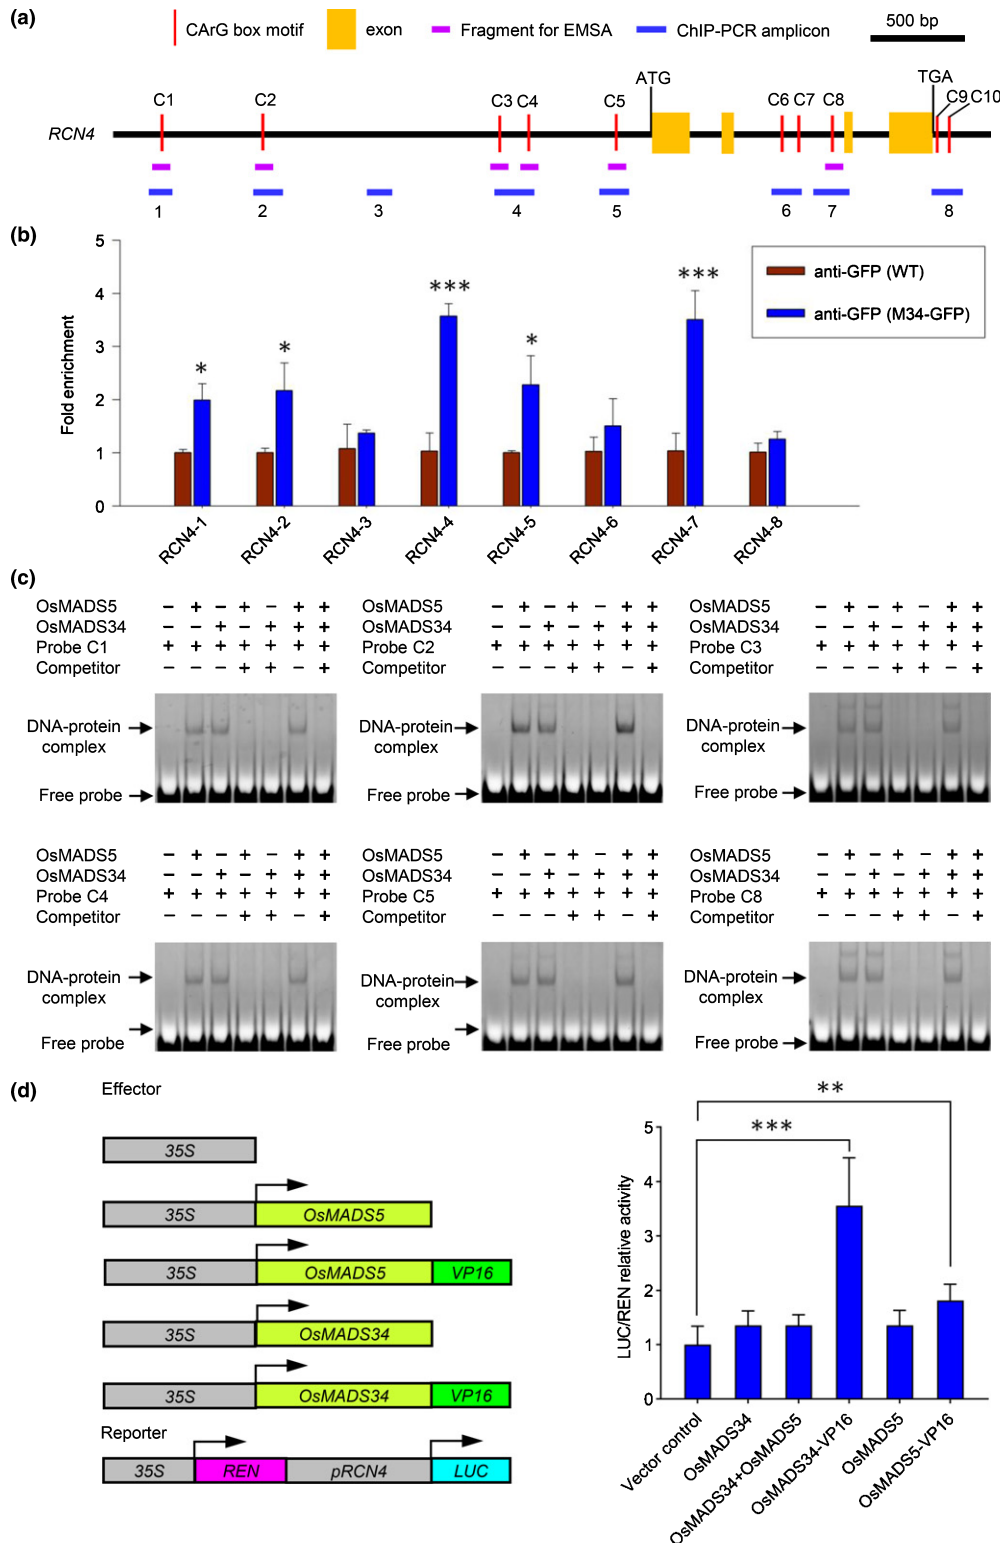 (a)
CArG box motif
exon
Fragment for EMSA
ChIP-PCR amplicon
500 bp
ATG
TGA
C1
C2
C3
C4
C5
C6
C7
C8
C9
C10
RCN4
1
2
3
4
5
6
7
8
(b)
Fold enrichment
5
4
3
2
1
0
*
*
***
*
***
anti-GFP (WT)
anti-GFP (M34-GFP)
RCN4-1
RCN4-2
RCN4-3
RCN4-4
RCN4-5
RCN4-6
RCN4-7
RCN4-8
(c)
OsMADS5 – + – + – + +
OsMADS34 – – + – + + +
Probe C1 + + + + + + +
Competitor – – – + + – +
DNA-protein
complex
Free probe
OsMADS5 – + – + – + +
OsMADS34 – – + – + + +
Probe C2 + + + + + + +
Competitor – – – + + – +
DNA-protein
complex
Free probe
OsMADS5 – + – + – + +
OsMADS34 – – + – + + +
Probe C3 + + + + + + +
Competitor – – – + + – +
DNA-protein
complex
Free probe
OsMADS5 – + – + – + +
OsMADS34 – – + – + + +
Probe C4 + + + + + + +
Competitor – – – + + – +
DNA-protein
complex
Free probe
OsMADS5 – + – + – + +
OsMADS34 – – + – + + +
Probe C5 + + + + + + +
Competitor – – – + + – +
DNA-protein
complex
Free probe
OsMADS5 – + – + – + +
OsMADS34 – – + – + + +
Probe C8 + + + + + + +
Competitor – – – + + – +
DNA-protein
complex
Free probe
(d)
Effector
35S
35S OsMADS5
35S OsMADS5 VP16
35S OsMADS34
35S OsMADS34 VP16
Reporter
35S REN pRCN4 LUC
LUC/REN relative activity
5
4
3
2
1
0
**
***
Vector control
OsMADS34
OsMADS34+OsMADS5
OsMADS34-VP16
OsMADS5
OsMADS5-VP16